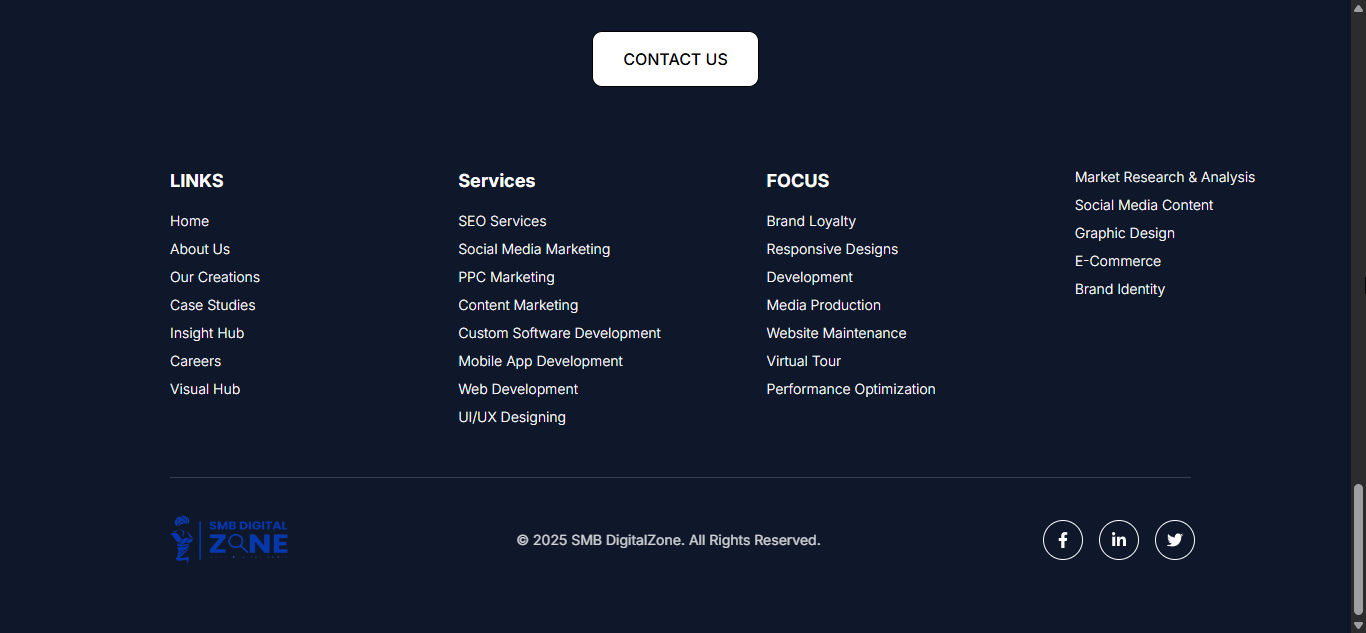 CONTACT US
LINKS
Home
About Us
Our Creations
Case Studies
Insight Hub
Careers
Visual Hub
Services
SEO Services
Social Media Marketing
PPC Marketing
Content Marketing
Custom Software Development
Mobile App Development
Web Development
UI/UX Designing
FOCUS
Brand Loyalty
Responsive Designs
Development
Media Production
Website Maintenance
Virtual Tour
Performance Optimization
Market Research & Analysis
Social Media Content
Graphic Design
E-Commerce
Brand Identity
SMB DIGITAL
ZONE
© 2025 SMB DigitalZone. All Rights Reserved.